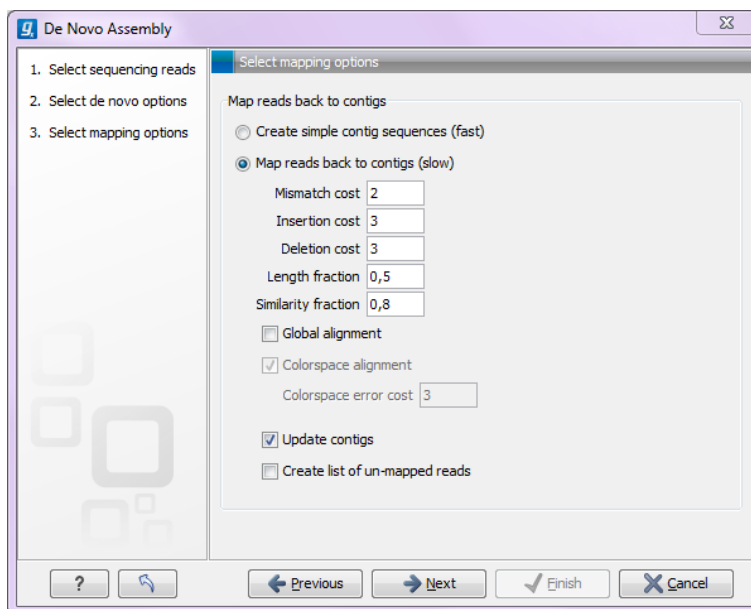 De Novo Assembly
1. Select sequencing reads
2. Select de novo options
3. Select mapping options
Select mapping options
Map reads back to contigs
Create simple contig sequences (fast)
Map reads back to contigs (slow)
Mismatch cost 2
Insertion cost 3
Deletion cost 3
Length fraction 0,5
Similarity fraction 0,8
Global alignment
Colorspace alignment
Colorspace error cost 3
Update contigs
Create list of un-mapped reads
? Previous Next Finish Cancel